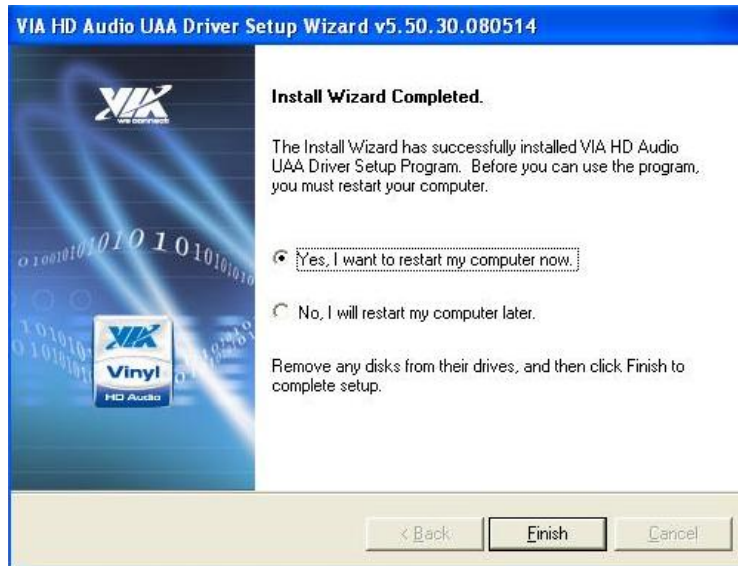 VIA HD Audio UAA Driver Setup Wizard v5.50.30.080514
VIA
we connect
Install Wizard Completed.
The Install Wizard has successfully installed VIA HD Audio
UAA Driver Setup Program. Before you can use the program,
you must restart your computer.
Yes, I want to restart my computer now.
No, I will restart my computer later.
Remove any disks from their drives, and then click Finish to
complete setup.
VIA
Vinyl
HD Audio
< Back
Finish
Cancel